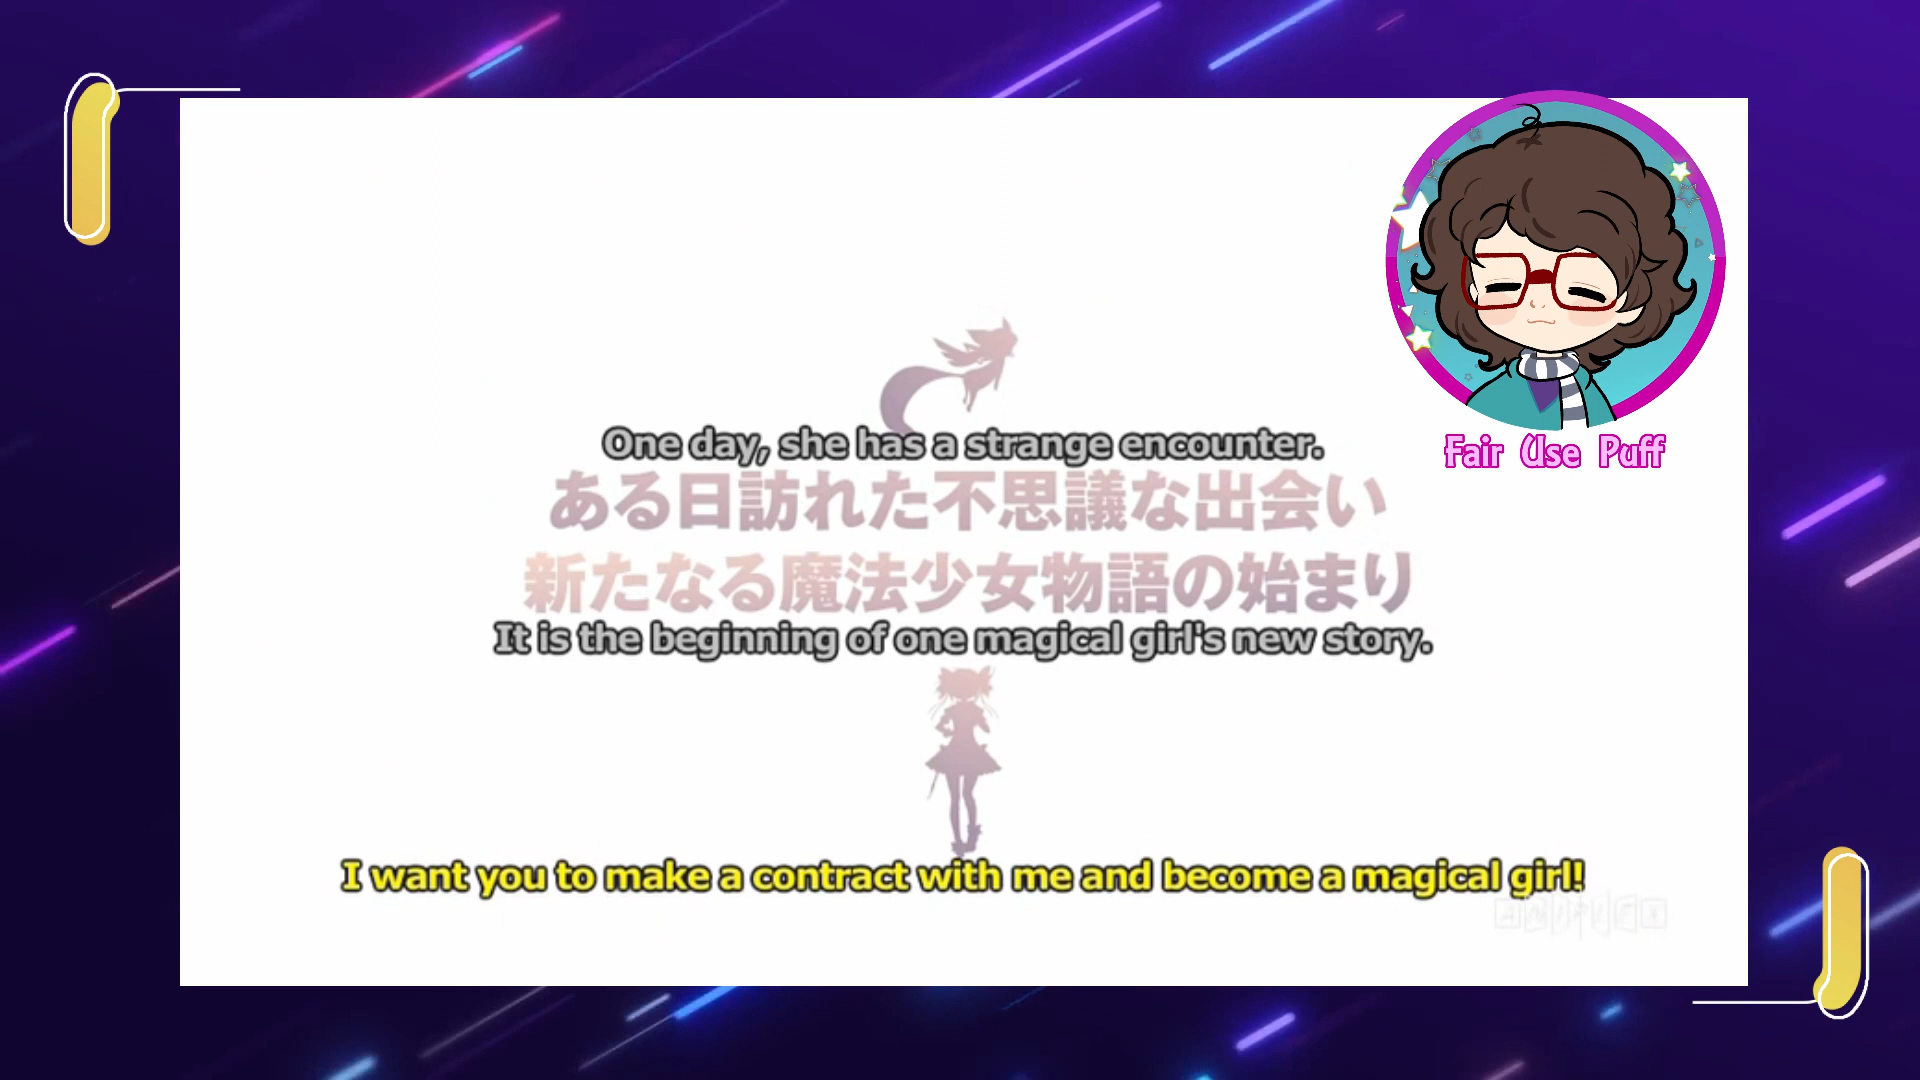 Fair Use Puff
One day, she has a strange encounter.
ある日訪れた不思議な出会い
新たなる魔法少女物語の始まり
It is the beginning of one magical girl's new story.
I want you to make a contract with me and become a magical girl!
ANIPLEX